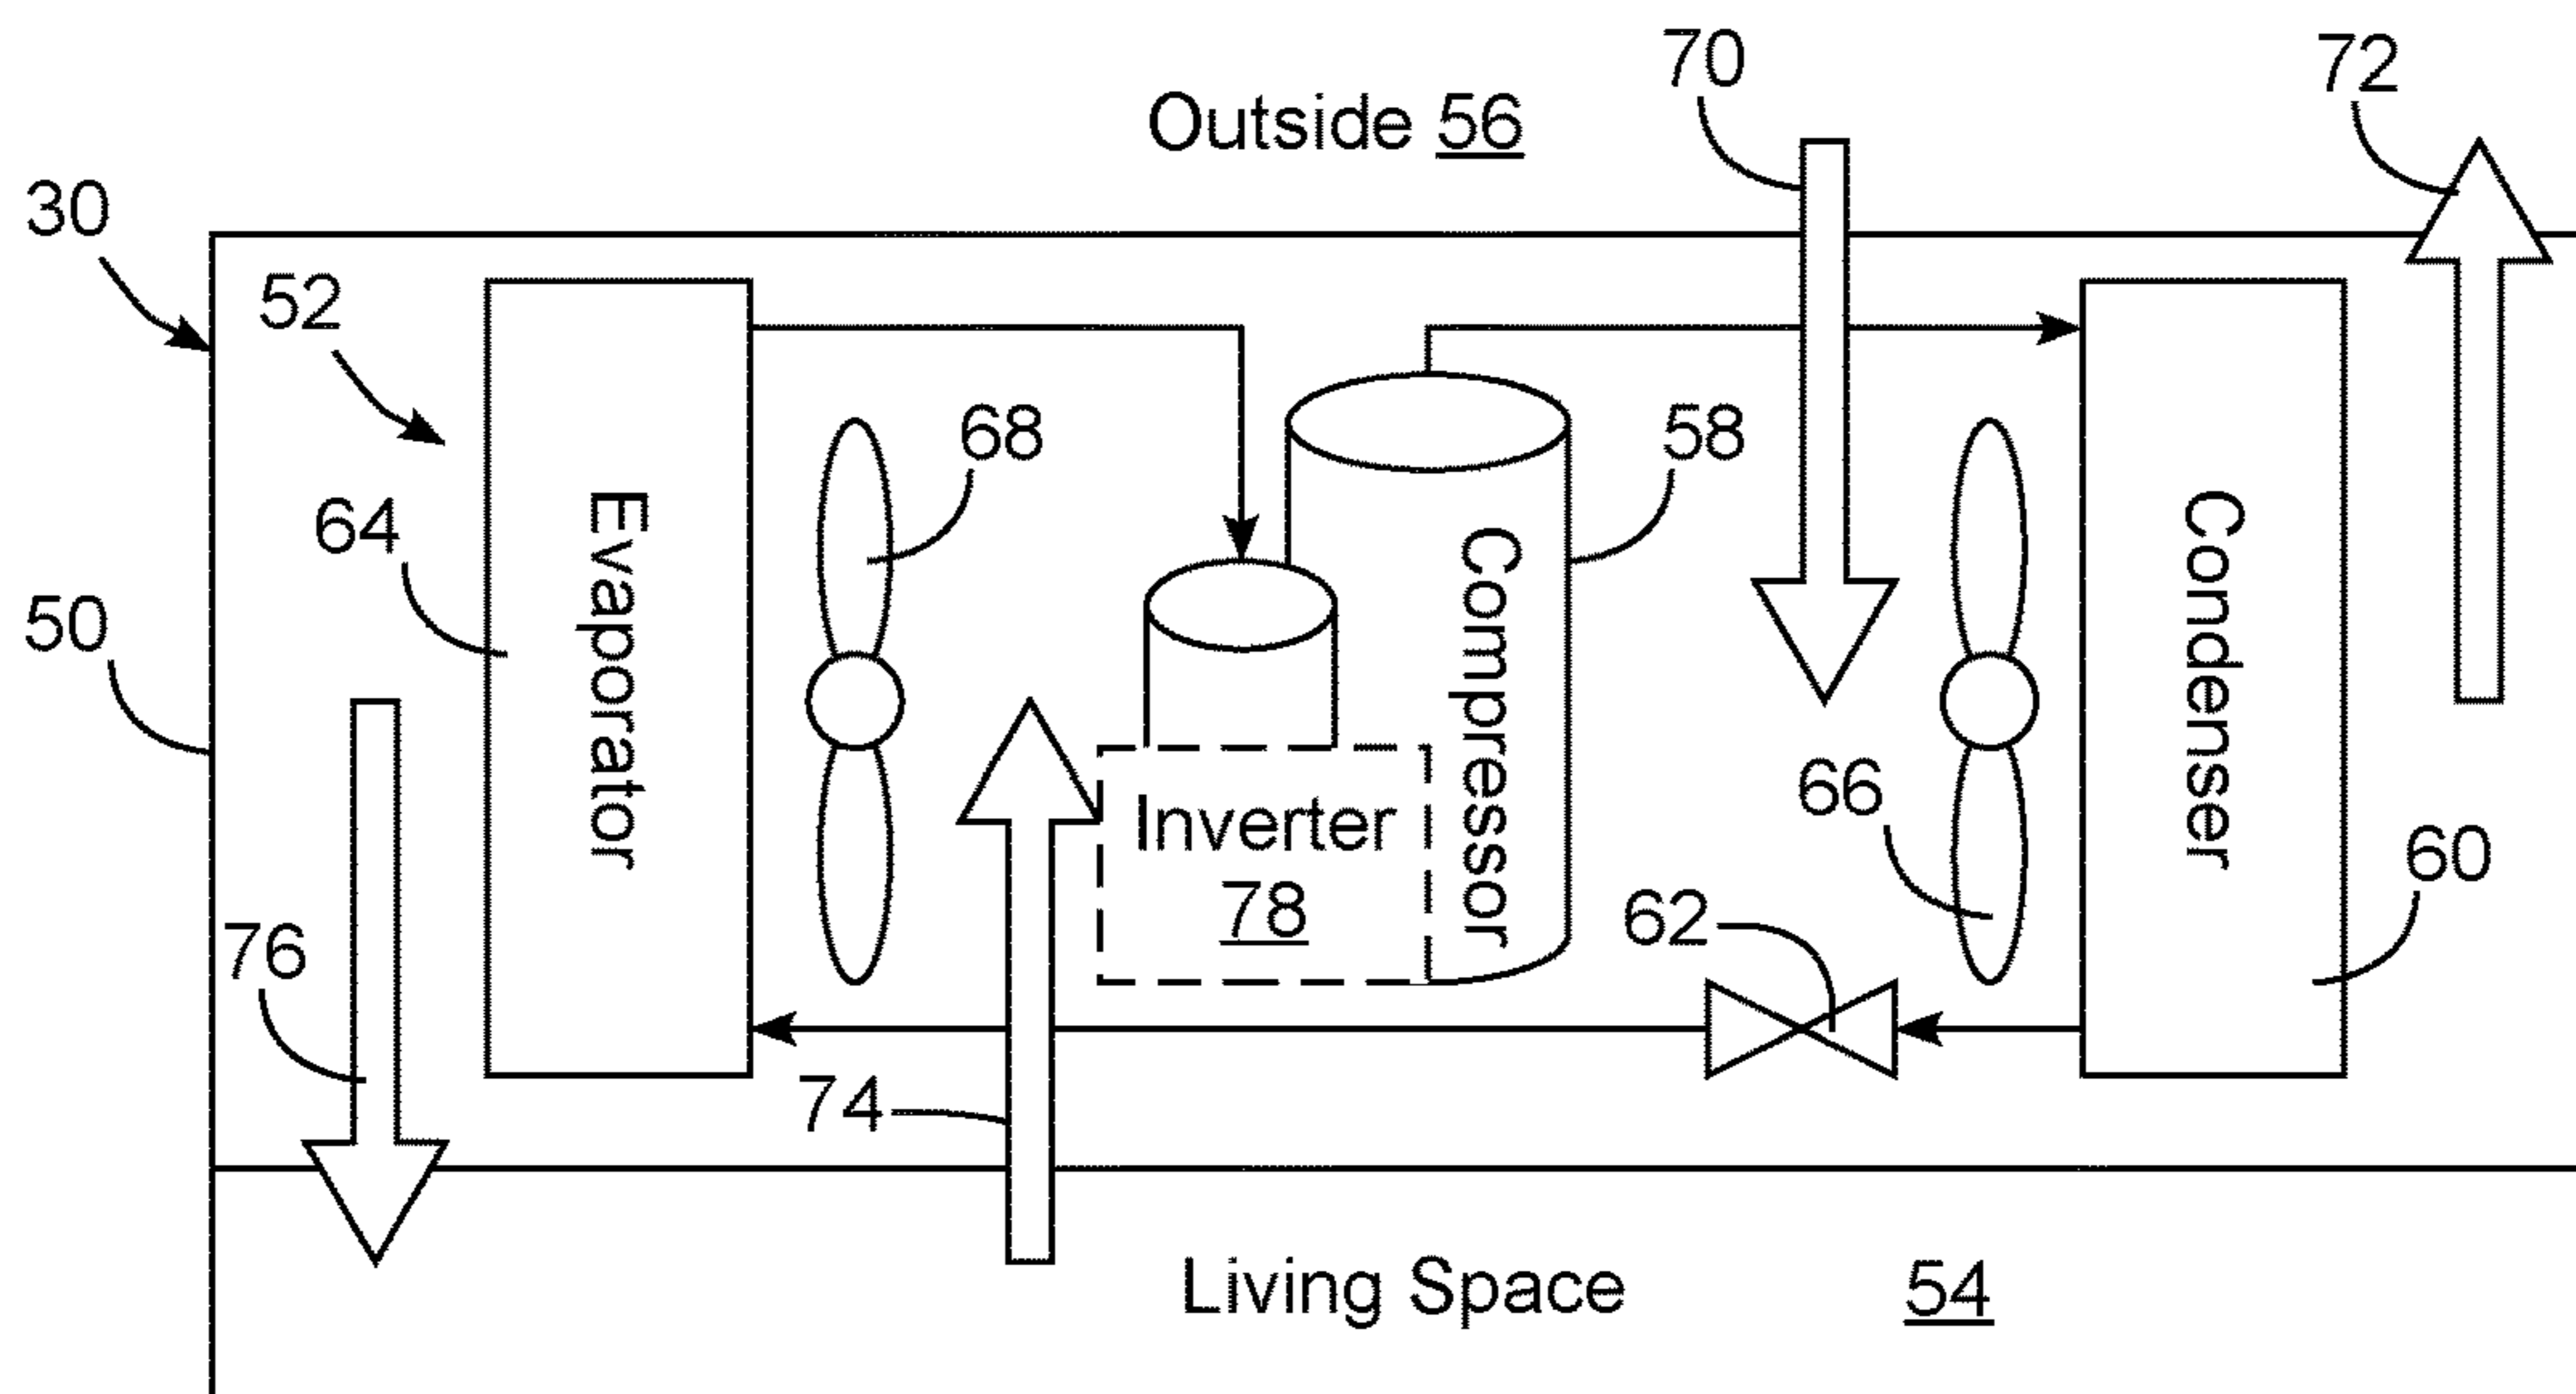 70
72
Outside 56
30
52
68
58
64
Evaporator
Compressor
Condenser
50
66
Inverter
78
60
62
76
74
Living Space 54